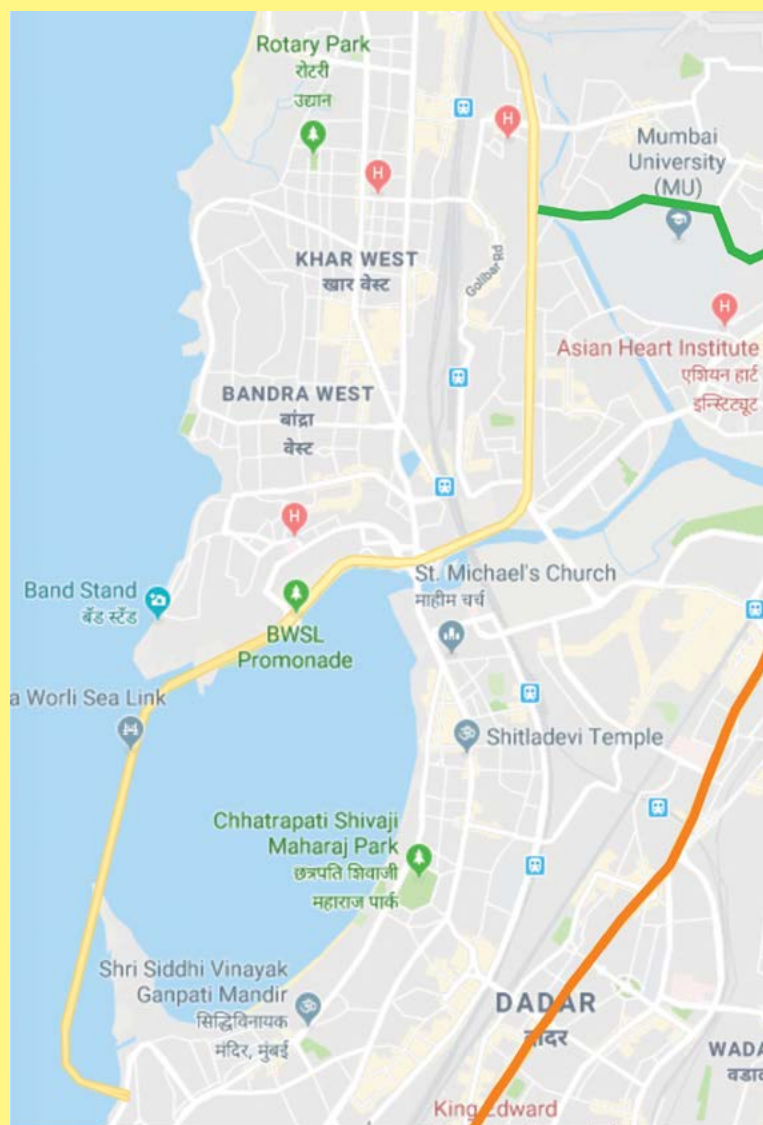 Rotary Park
रोटरी
उद्यान
H
H
Mumbai
University
(MU)
KHAR WEST
खार वेस्ट
Golibar Rd
H
Asian Heart Institute
एशियन हार्ट
इन्स्टिट्यूट
BANDRA WEST
बांद्रा
वेस्ट
H
Band Stand
बॅंड स्टँड
St. Michael's Church
माहीम चर्च
BWSL
Promonade
a Worli Sea Link
Shitladevi Temple
Chhatrapati Shivaji
Maharaj Park
छत्रपति शिवाजी
महाराज पार्क
Shri Siddhi Vinayak
Ganpati Mandir
सिद्धिविनायक
मंदिर, मुंबई
DADAR
दादर
WADA
वडाळ
King Edward